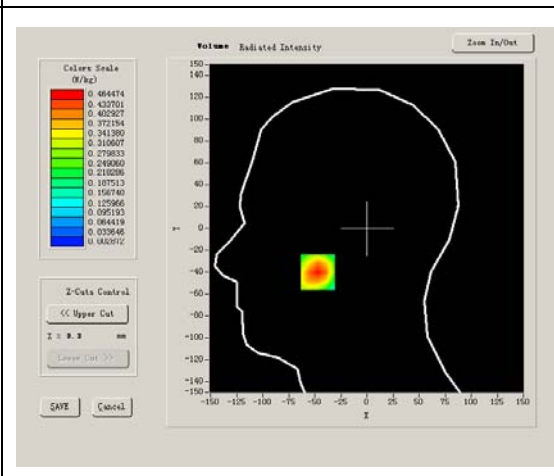 Volume Radiated Intensity
Zoom In/Out
Colors Scale
(W/kg)
0.464474
0.433701
0.402927
0.372154
0.341380
0.310607
0.279833
0.249060
0.218286
0.187513
0.156740
0.125966
0.095193
0.064419
0.033646
0.002872
150
140
120
100
80
60
40
20
0
-20
-40
-60
-80
-100
-120
-140
-150
Y
-150 -125 -100 -75 -50 -25 0 25 50 75 100 125 150
X
Z-Cuts Control
<< Upper Cut
mm
Lower Cut >>
SAVE Cancel